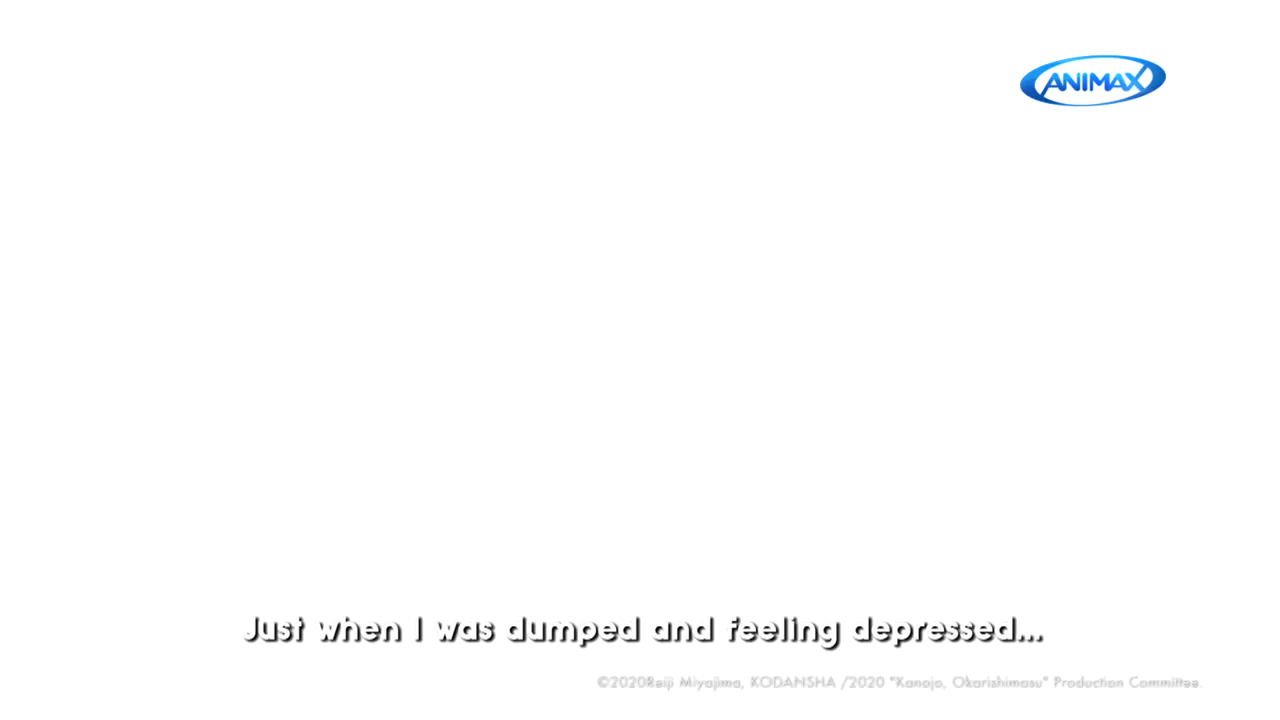 ANIMAX
Just when I was dumped and feeling depressed...
©2020Reiji Miyajima, KODANSHA /2020 "Kanojo, Okarishimasu" Production Committee.